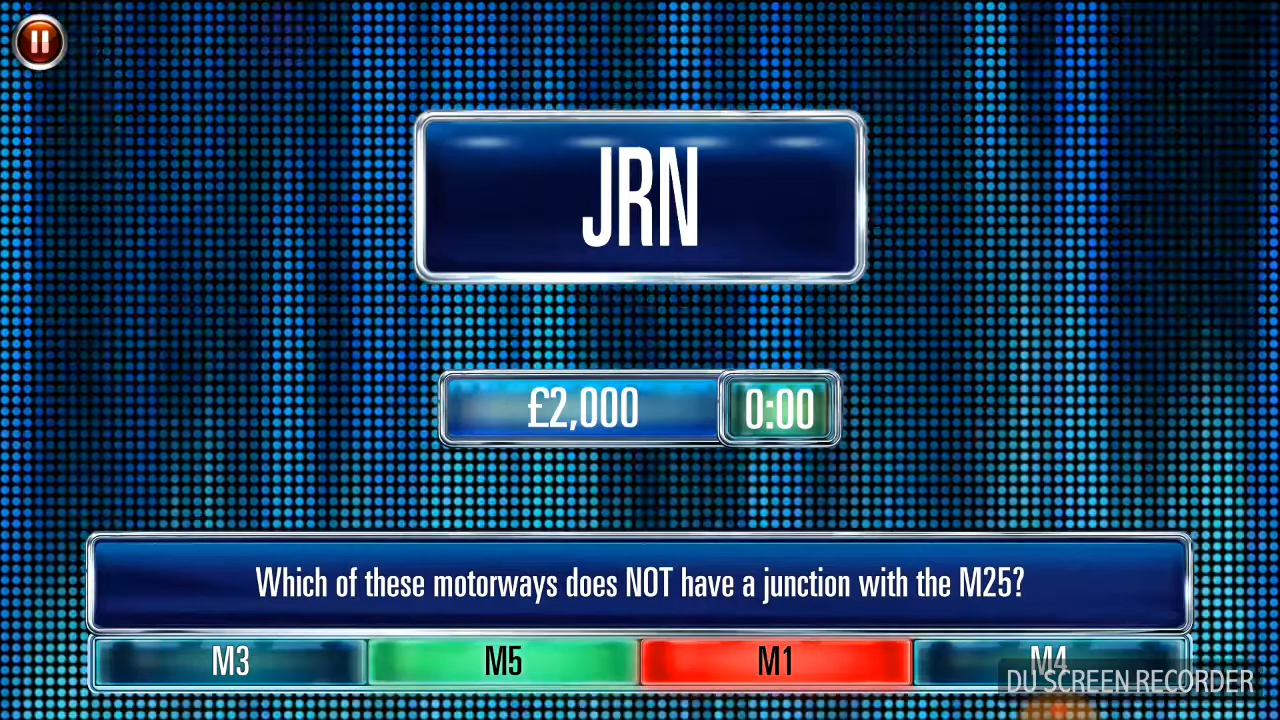 JRN
£2,000 0:00
Which of these motorways does NOT have a junction with the M25?
M3 M5 M1 M4
DU SCREEN RECORDER